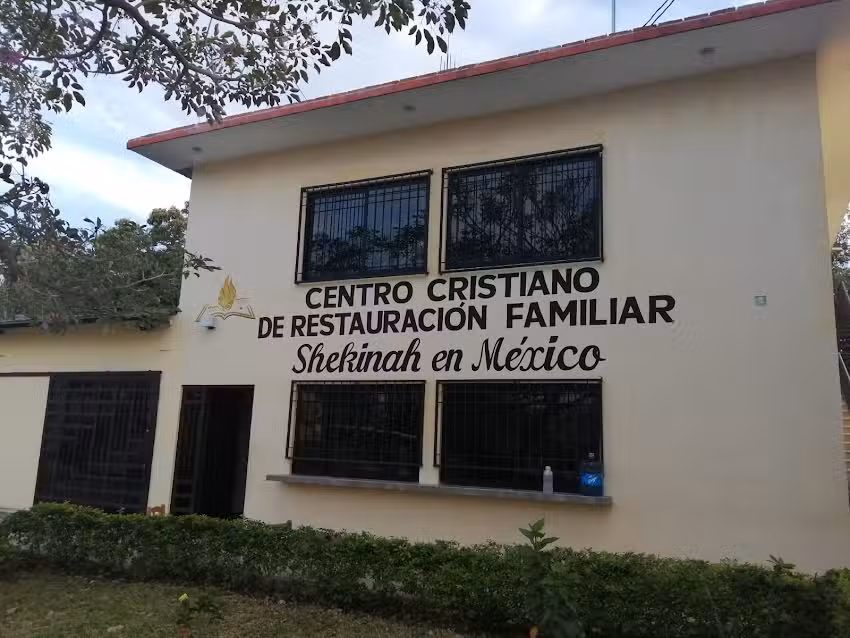 CENTRO CRISTIANO
DE RESTAURACIÓN FAMILIAR
Shekinah en México